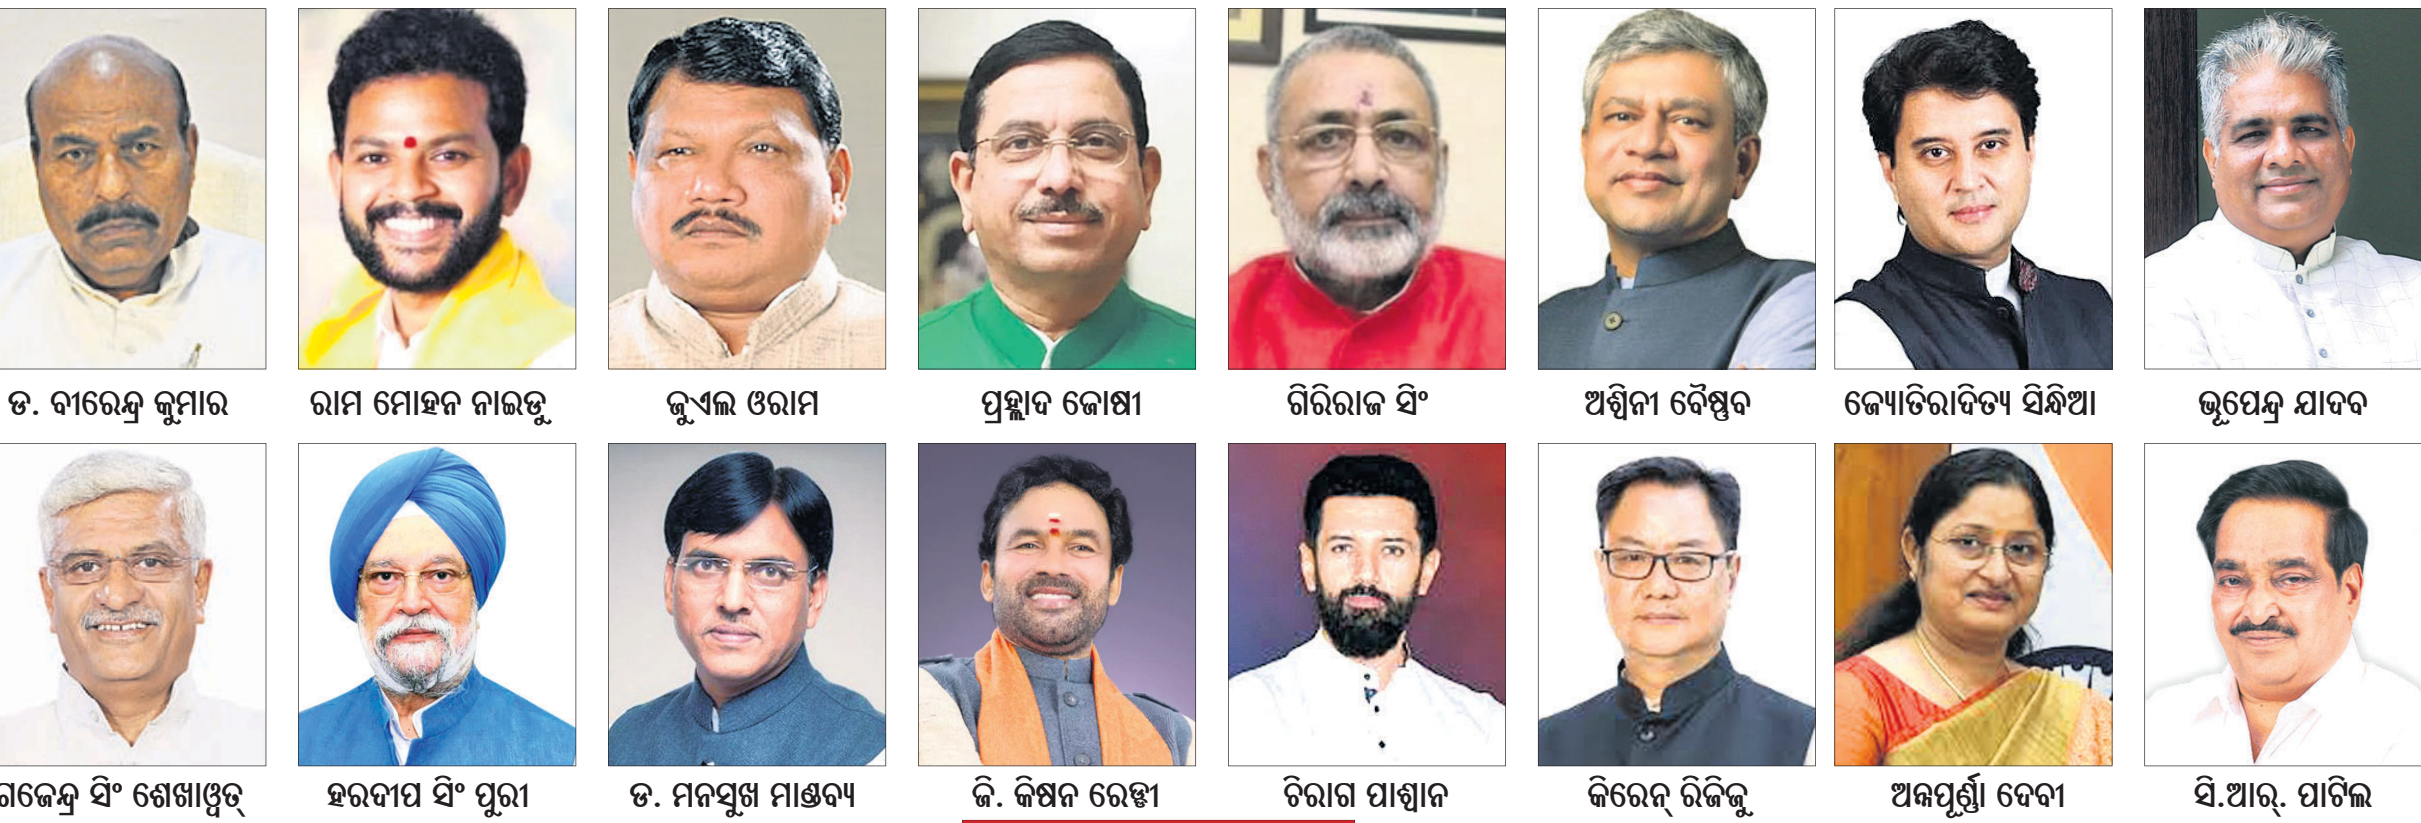 ଡ. ବୀରେନ୍ଦ୍ର କୁମାର
ରାମ ମୋହନ ନାଇଡୁ
ଜୁଏଲ ଓରାମ
ପ୍ରହ୍ଲାଦ ଜୋଷୀ
ଗିରିରାଜ ସିଂ
ଅଶ୍ୱିନୀ ବୈଷ୍ଣବ
ଜ୍ୟୋତିରାଦିତ୍ୟ ସିନ୍ଧିଆ
ଭୂପେନ୍ଦ୍ର ଯାଦବ
ଗଜେନ୍ଦ୍ର ସିଂ ଶେଖାୱତ୍
ହରଦୀପ ସିଂ ପୁରୀ
ଡ. ମନସୁଖ ମାଣ୍ଡବ୍ୟ
ଜି. କିଷନ ରେଡ୍ଡୀ
ଚିରାଗ ପାଶ୍ୱାନ
କିରେନ୍ ରିଜିଜୁ
ଅନ୍ନପୂର୍ଣ୍ଣା ଦେବୀ
ସି.ଆର୍. ପାଟିଲ